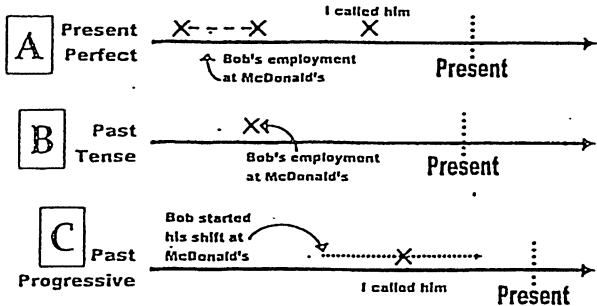 I called him
A
Present
Perfect
Bob's employment
at McDonald's
Present
B
Past
Tense
Bob's employment
at McDonald's
Present
C
Past
Progressive
Bob started
his shift at
McDonald's
I called him
Present